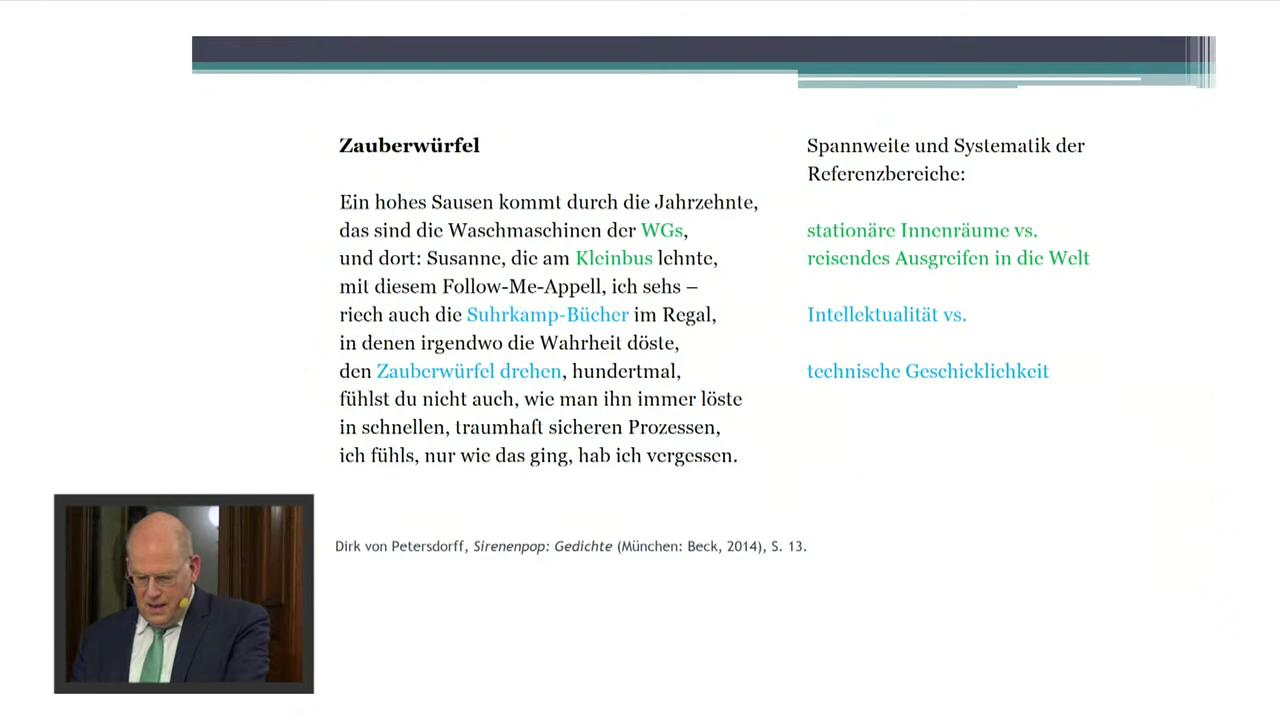 Zauberwürfel
Ein hohes Sausen kommt durch die Jahrzehnte,
das sind die Waschmaschinen der WGs,
und dort: Susanne, die am Kleinbus lehnte,
mit diesem Follow-Me-Appell, ich sehs –
riech auch die Suhrkamp-Bücher im Regal,
in denen irgendwo die Wahrheit döste,
den Zauberwürfel drehen, hundertmal,
fühlst du nicht auch, wie man ihn immer löste
in schnellen, traumhaft sicheren Prozessen,
ich fühls, nur wie das ging, hab ich vergessen.
Spannweite und Systematik der
Referenzbereiche:
stationäre Innenräume vs.
reisendes Ausgreifen in die Welt
Intellektualität vs.
technische Geschicklichkeit
Dirk von Petersdorff, Sirenenpop: Gedichte (München: Beck, 2014), S. 13.